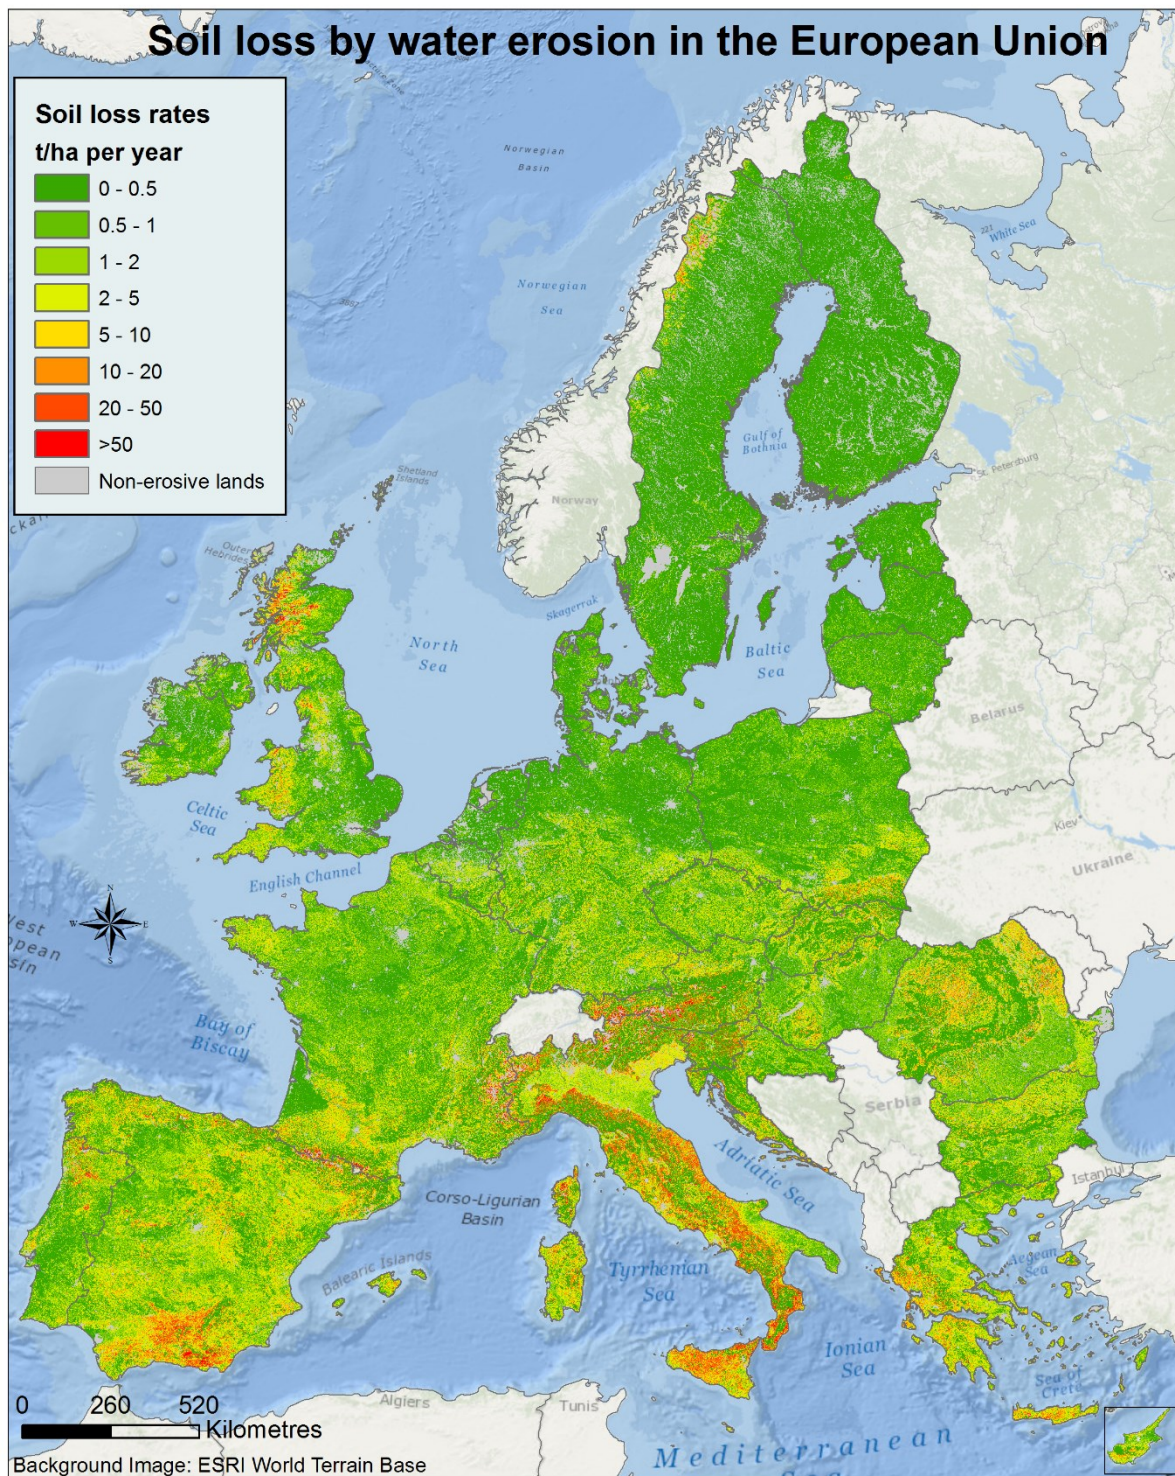 Soil loss by water erosion in the European Union
Soil loss rates
t/ha per year
0 - 0.5
0.5 - 1
1 - 2
2 - 5
5 - 10
10 - 20
20 - 50
>50
Non-erosive lands
Norwegian
Basin
White Sea
Norwegian
Sea
Gulf of
Bothnia
St. Petersburg
Shetland
Islands
Norway
Outer
Hebrides
Skagerrak
North
Sea
Baltic
Sea
Belarus
Celtic
Sea
Kiev
Ukraine
English Channel
N
W
E
S
West
Basin
Bay of
Biscay
Serbia
Adriatic Sea
Istanbul
Corso-Ligurian
Basin
Balearic Islands
Tyrrhenian
Sea
Aegean
Sea
Ionian
Sea
Sea of
Crete
0
260
520
Kilometres
Algiers
Tunis
Mediterranean
Background Image: ESRI World Terrain Base